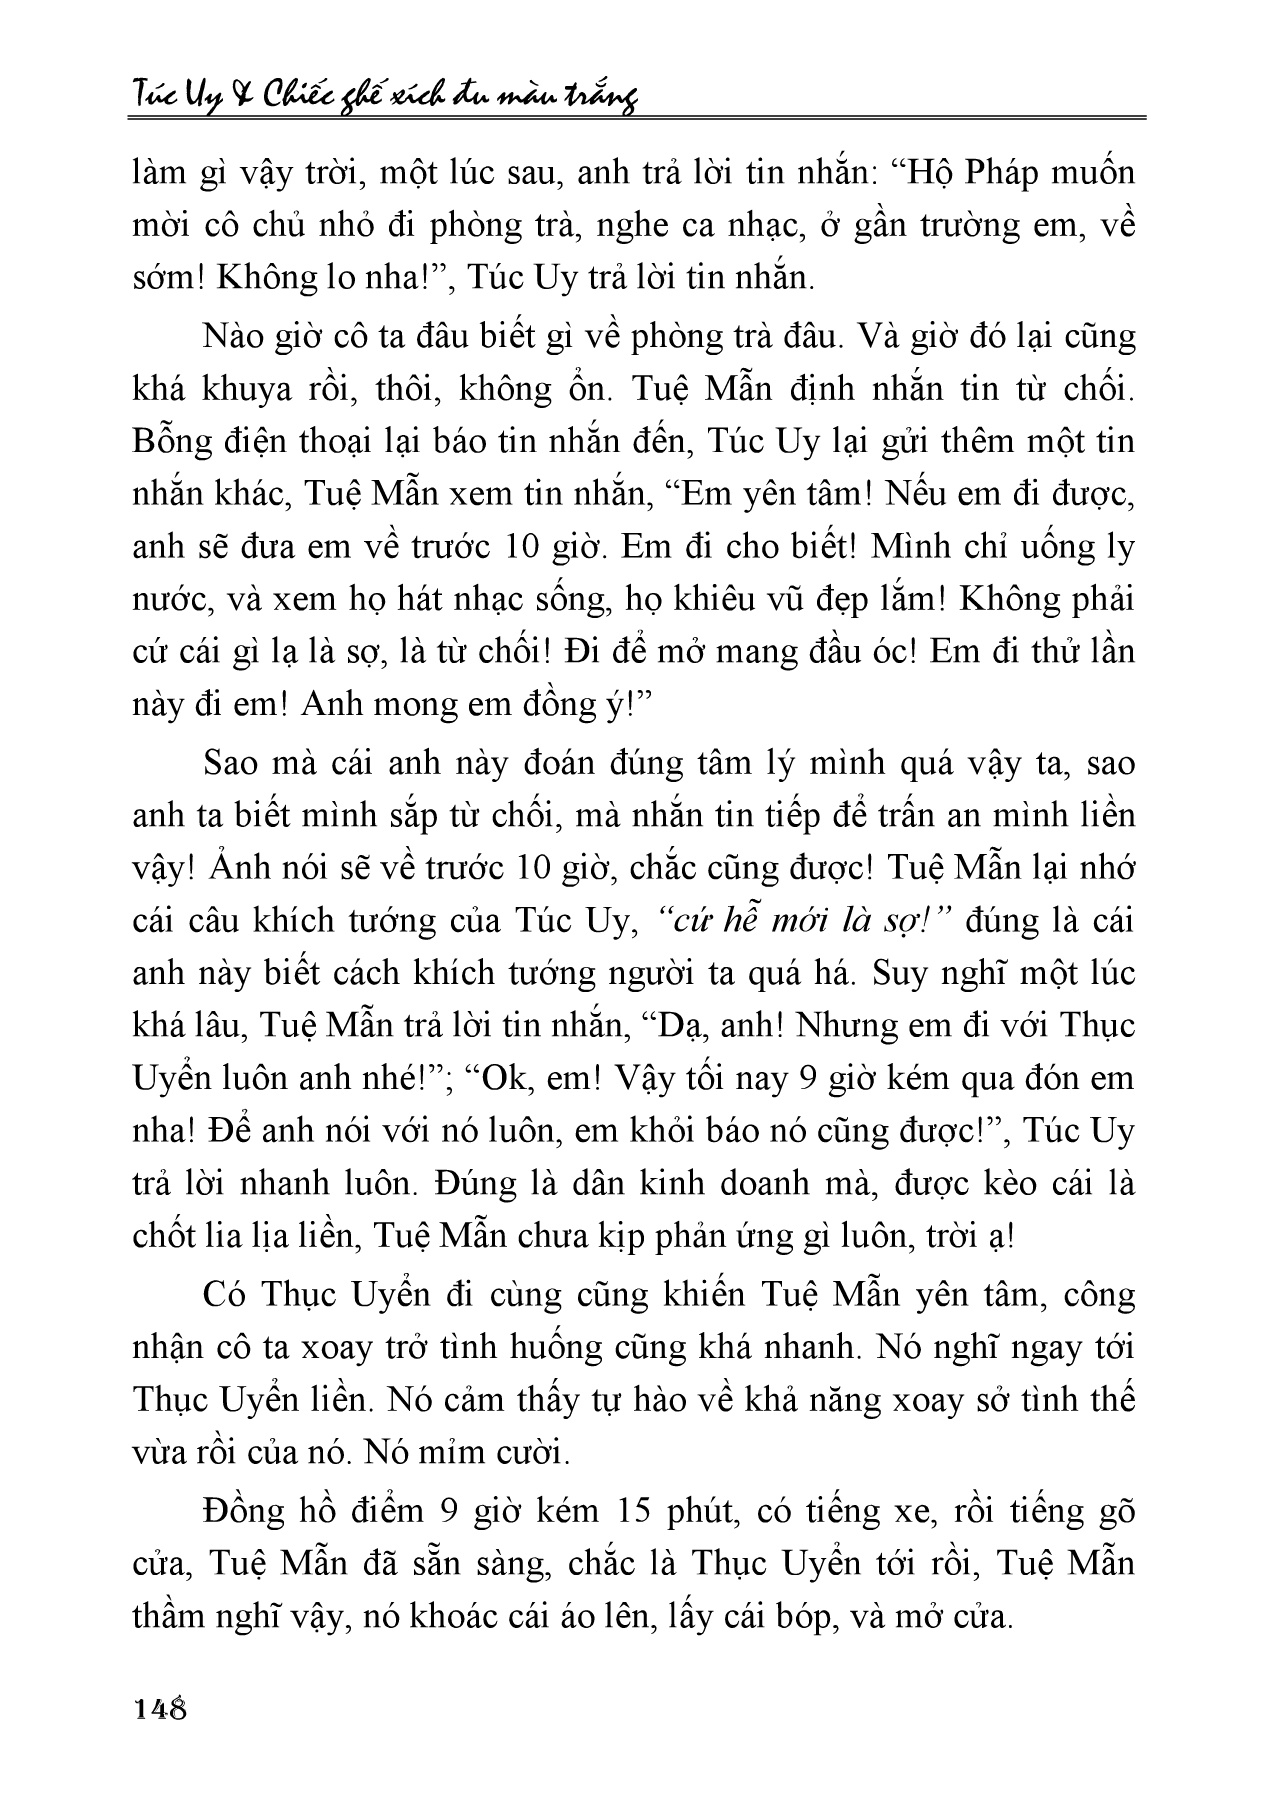 Túc Uy & Chiếc ghế xích đu màu trắng
làm gì vậy trời, một lúc sau, anh trả lời tin nhắn: “Hộ Pháp muốn
mời cô chủ nhỏ đi phòng trà, nghe ca nhạc, ở gần trường em, về
sớm! Không lo nha!”, Túc Uy trả lời tin nhắn.
Nào giờ cô ta đâu biết gì về phòng trà đâu. Và giờ đó lại cũng
khá khuya rồi, thôi, không ổn. Tuệ Mẫn định nhắn tin từ chối.
Bỗng điện thoại lại báo tin nhắn đến, Túc Uy lại gửi thêm một tin
nhắn khác, Tuệ Mẫn xem tin nhắn, “Em yên tâm! Nếu em đi được,
anh sẽ đưa em về trước 10 giờ. Em đi cho biết! Mình chỉ uống ly
nước, và xem họ hát nhạc sống, họ khiêu vũ đẹp lắm! Không phải
cứ cái gì lạ là sợ, là từ chối! Đi để mở mang đầu óc! Em đi thử lần
này đi em! Anh mong em đồng ý!”
Sao mà cái anh này đoán đúng tâm lý mình quá vậy ta, sao
anh ta biết mình sắp từ chối, mà nhắn tin tiếp để trấn an mình liền
vậy! Ảnh nói sẽ về trước 10 giờ, chắc cũng được! Tuệ Mẫn lại nhớ
cái câu khích tướng của Túc Uy, “cứ hễ mới là sợ!” đúng là cái
anh này biết cách khích tướng người ta quá há. Suy nghĩ một lúc
khá lâu, Tuệ Mẫn trả lời tin nhắn, “Dạ, anh! Nhưng em đi với Thục
Uyển luôn anh nhé!”; “Ok, em! Vậy tối nay 9 giờ kém qua đón em
nha! Để anh nói với nó luôn, em khỏi báo nó cũng được!”, Túc Uy
trả lời nhanh luôn. Đúng là dân kinh doanh mà, được kèo cái là
chốt lia lịa liền, Tuệ Mẫn chưa kịp phản ứng gì luôn, trời ạ!
Có Thục Uyển đi cùng cũng khiến Tuệ Mẫn yên tâm, công
nhận cô ta xoay trở tình huống cũng khá nhanh. Nó nghĩ ngay tới
Thục Uyển liền. Nó cảm thấy tự hào về khả năng xoay sở tình thế
vừa rồi của nó. Nó mỉm cười.
Đồng hồ điểm 9 giờ kém 15 phút, có tiếng xe, rồi tiếng gõ
cửa, Tuệ Mẫn đã sẵn sàng, chắc là Thục Uyển tới rồi, Tuệ Mẫn
thầm nghĩ vậy, nó khoác cái áo lên, lấy cái bóp, và mở cửa.
148